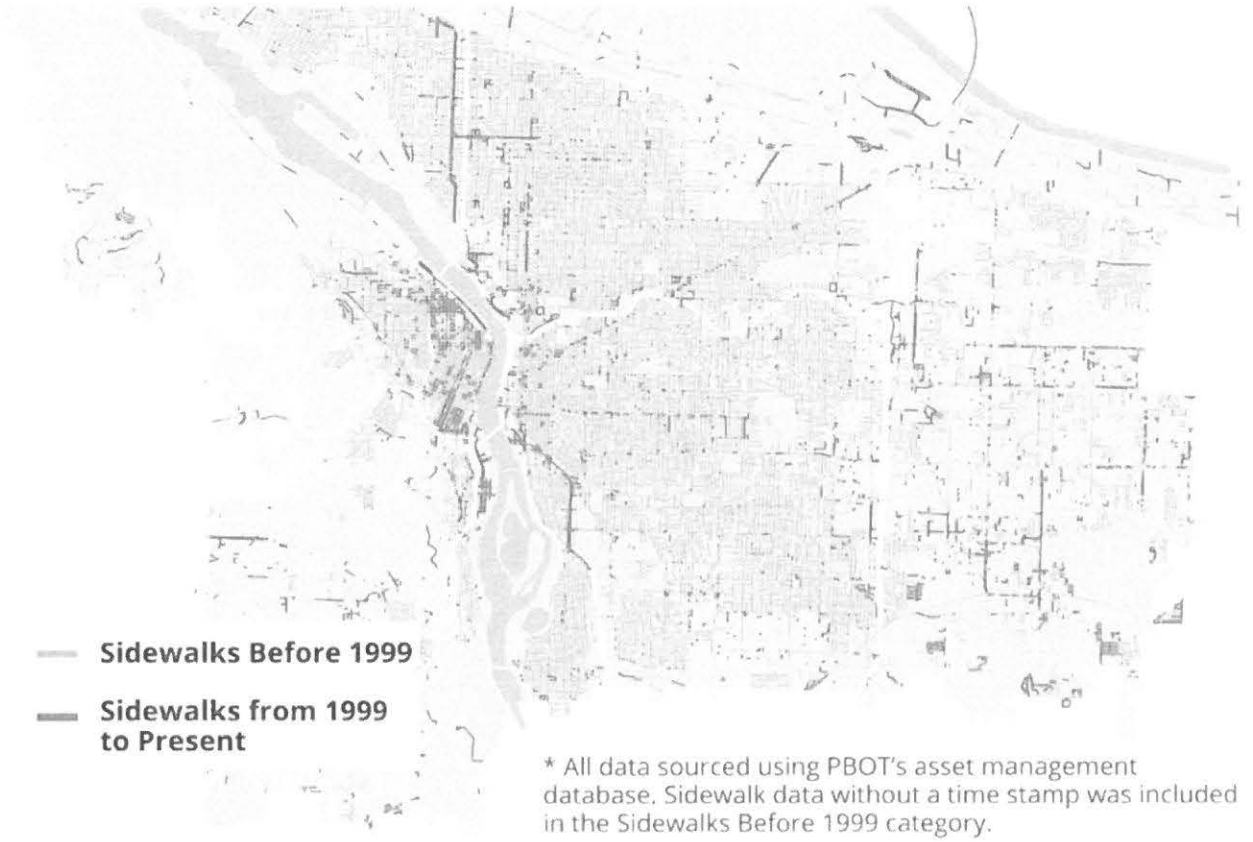 Sidewalks Before 1999
Sidewalks from 1999
to Present
* All data sourced using PBOT's asset management
database. Sidewalk data without a time stamp was included
in the Sidewalks Before 1999 category.